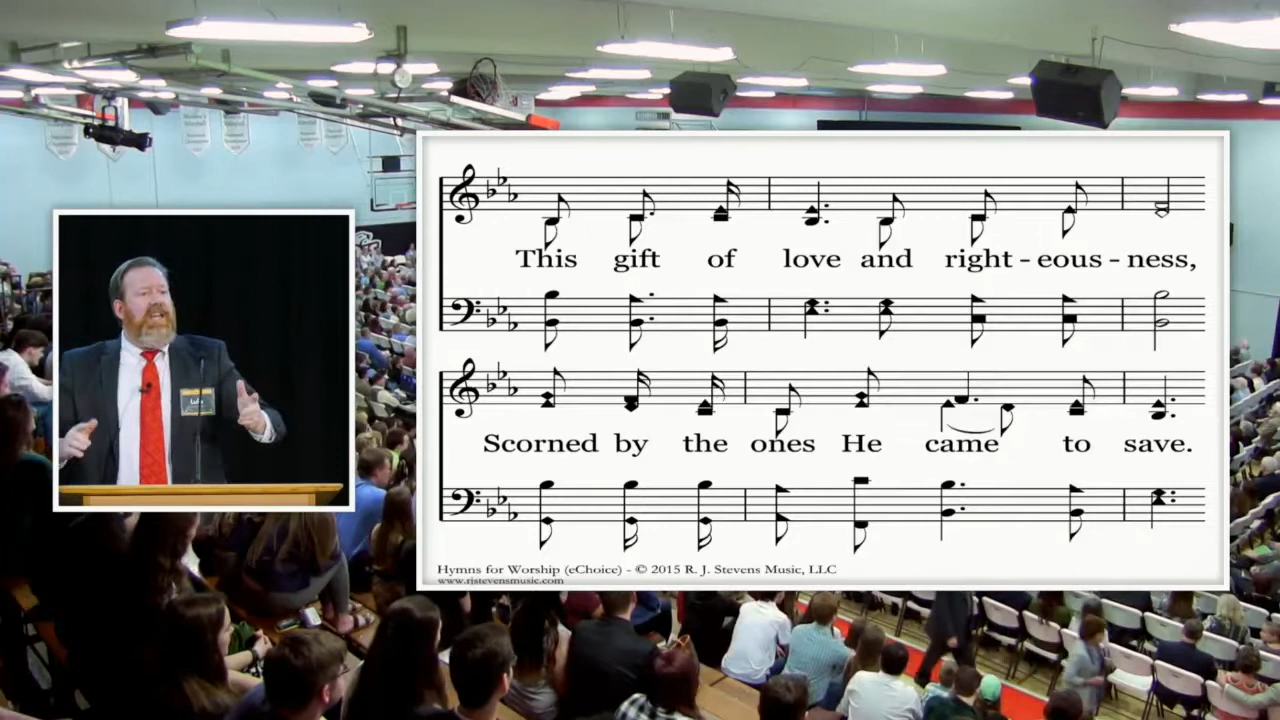 This gift of love and right - eous - ness,
Scorned by the ones He came to save.
Hymns for Worship (eChoice) - © 2015 R. J. Stevens Music, LLC
www.rjstevensmusic.com